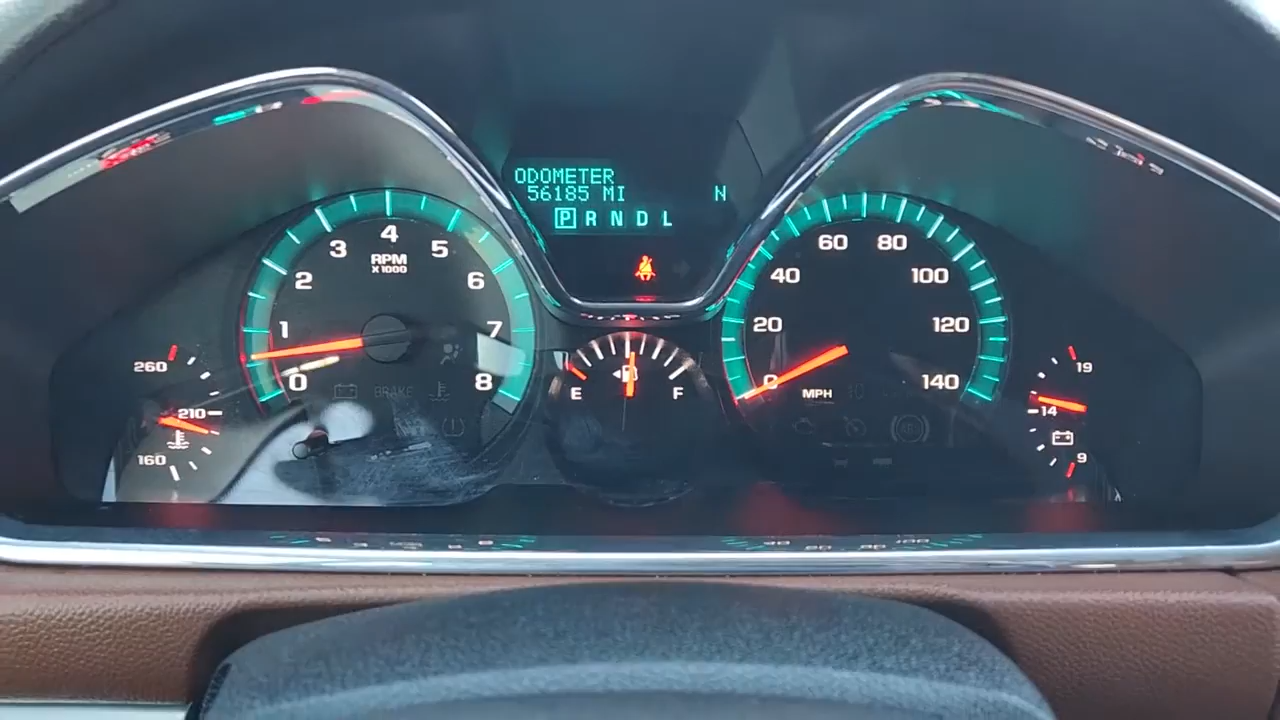 ODOMETER
56185 MI N
P R N D L
0 1 2 3 4 5 6 7 8
RPM
X1000
BRAKE
260
210
160
E F
0 20 40 60 80 100 120 140
MPH
19
14
9